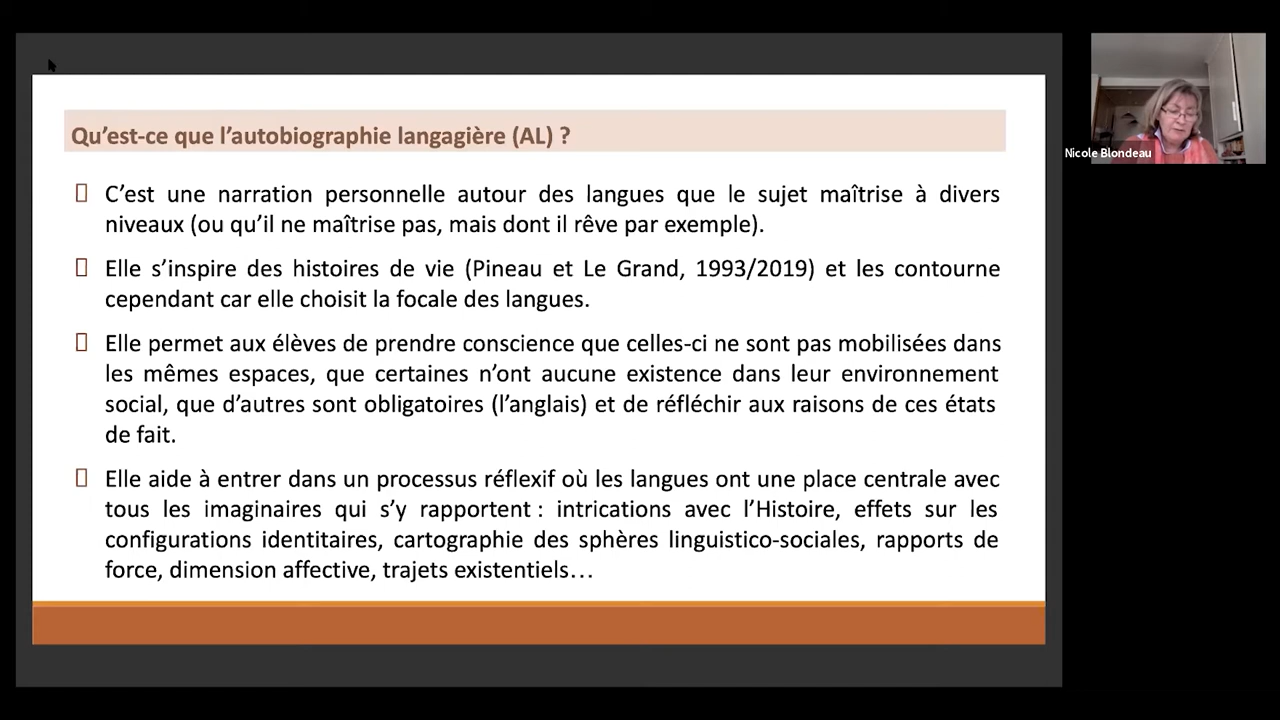 Qu’est-ce que l’autobiographie langagière (AL) ?
C’est une narration personnelle autour des langues que le sujet maîtrise à divers
niveaux (ou qu’il ne maîtrise pas, mais dont il rêve par exemple).
Elle s’inspire des histoires de vie (Pineau et Le Grand, 1993/2019) et les contourne
cependant car elle choisit la focale des langues.
Elle permet aux élèves de prendre conscience que celles-ci ne sont pas mobilisées dans
les mêmes espaces, que certaines n’ont aucune existence dans leur environnement
social, que d’autres sont obligatoires (l’anglais) et de réfléchir aux raisons de ces états
de fait.
Elle aide à entrer dans un processus réflexif où les langues ont une place centrale avec
tous les imaginaires qui s’y rapportent : intrications avec l’Histoire, effets sur les
configurations identitaires, cartographie des sphères linguistico-sociales, rapports de
force, dimension affective, trajets existentiels…
Nicole Blondeau